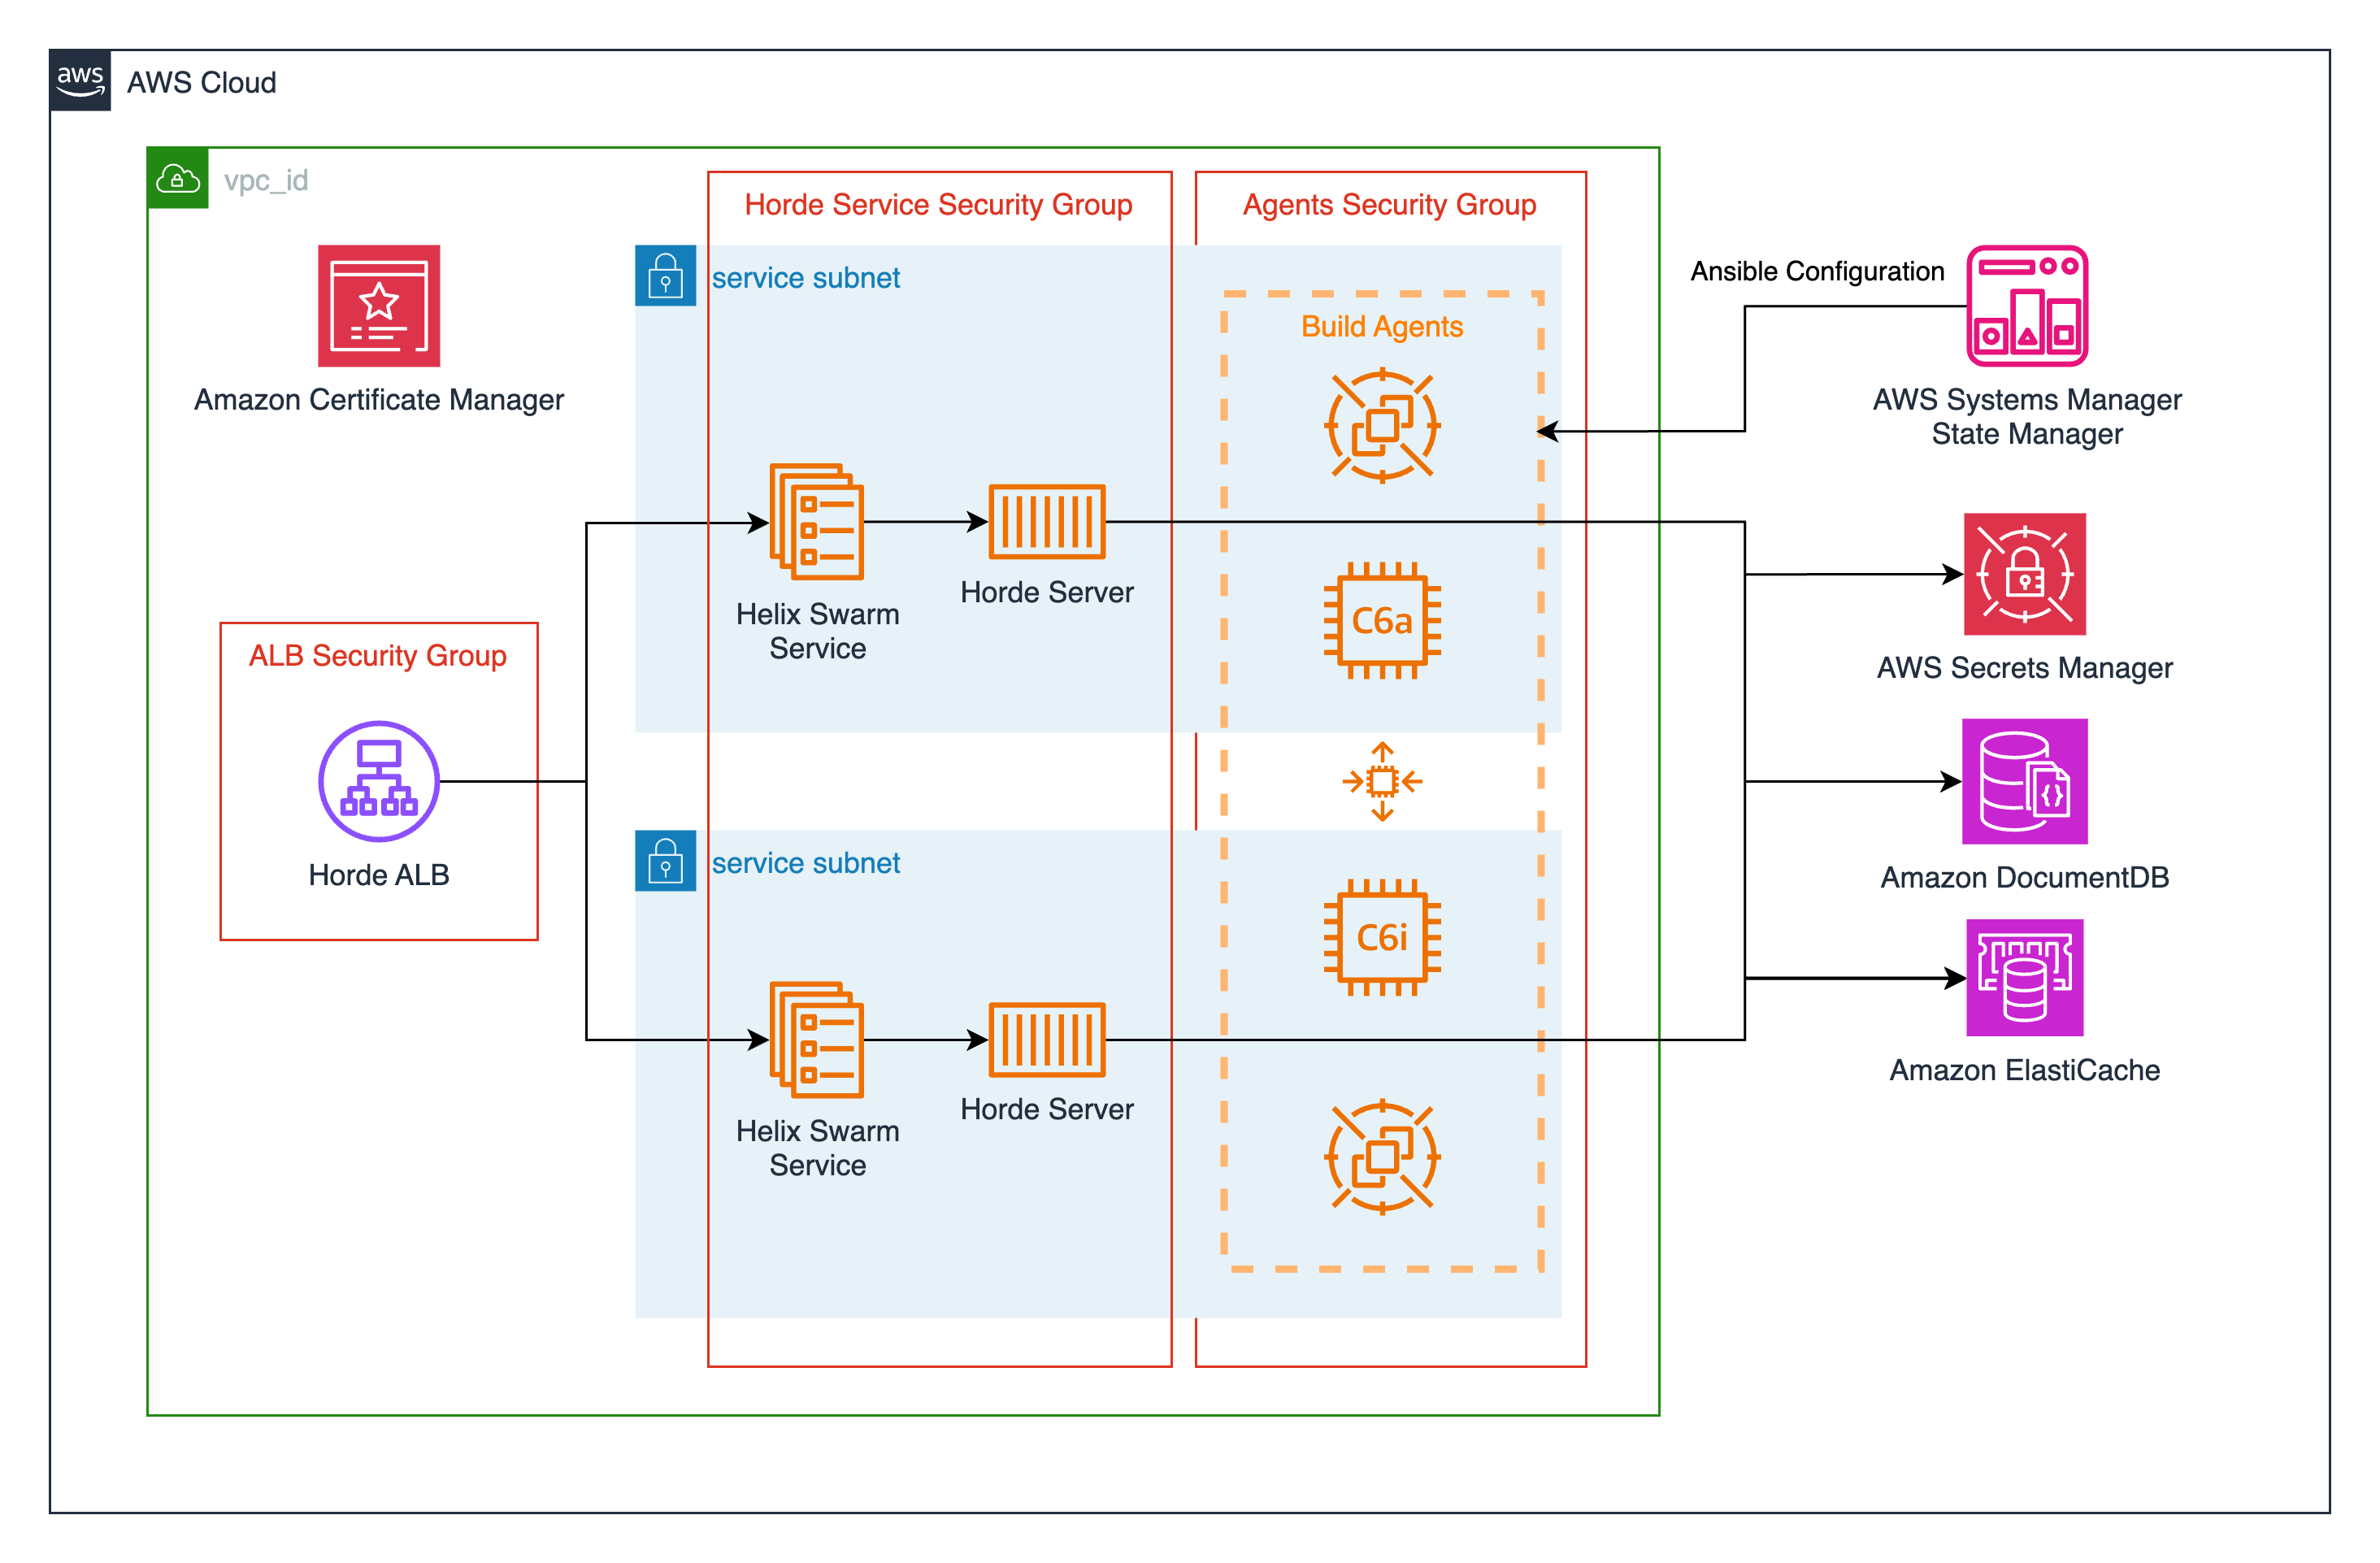 aws
AWS Cloud
vpc_id
Horde Service Security Group
Agents Security Group
service subnet
Ansible Configuration
Build Agents
Amazon Certificate Manager
AWS Systems Manager
State Manager
Horde Server
Helix Swarm
Service
C6a
ALB Security Group
AWS Secrets Manager
Horde ALB
service subnet
Amazon DocumentDB
C6i
Amazon ElastiCache
Horde Server
Helix Swarm
Service